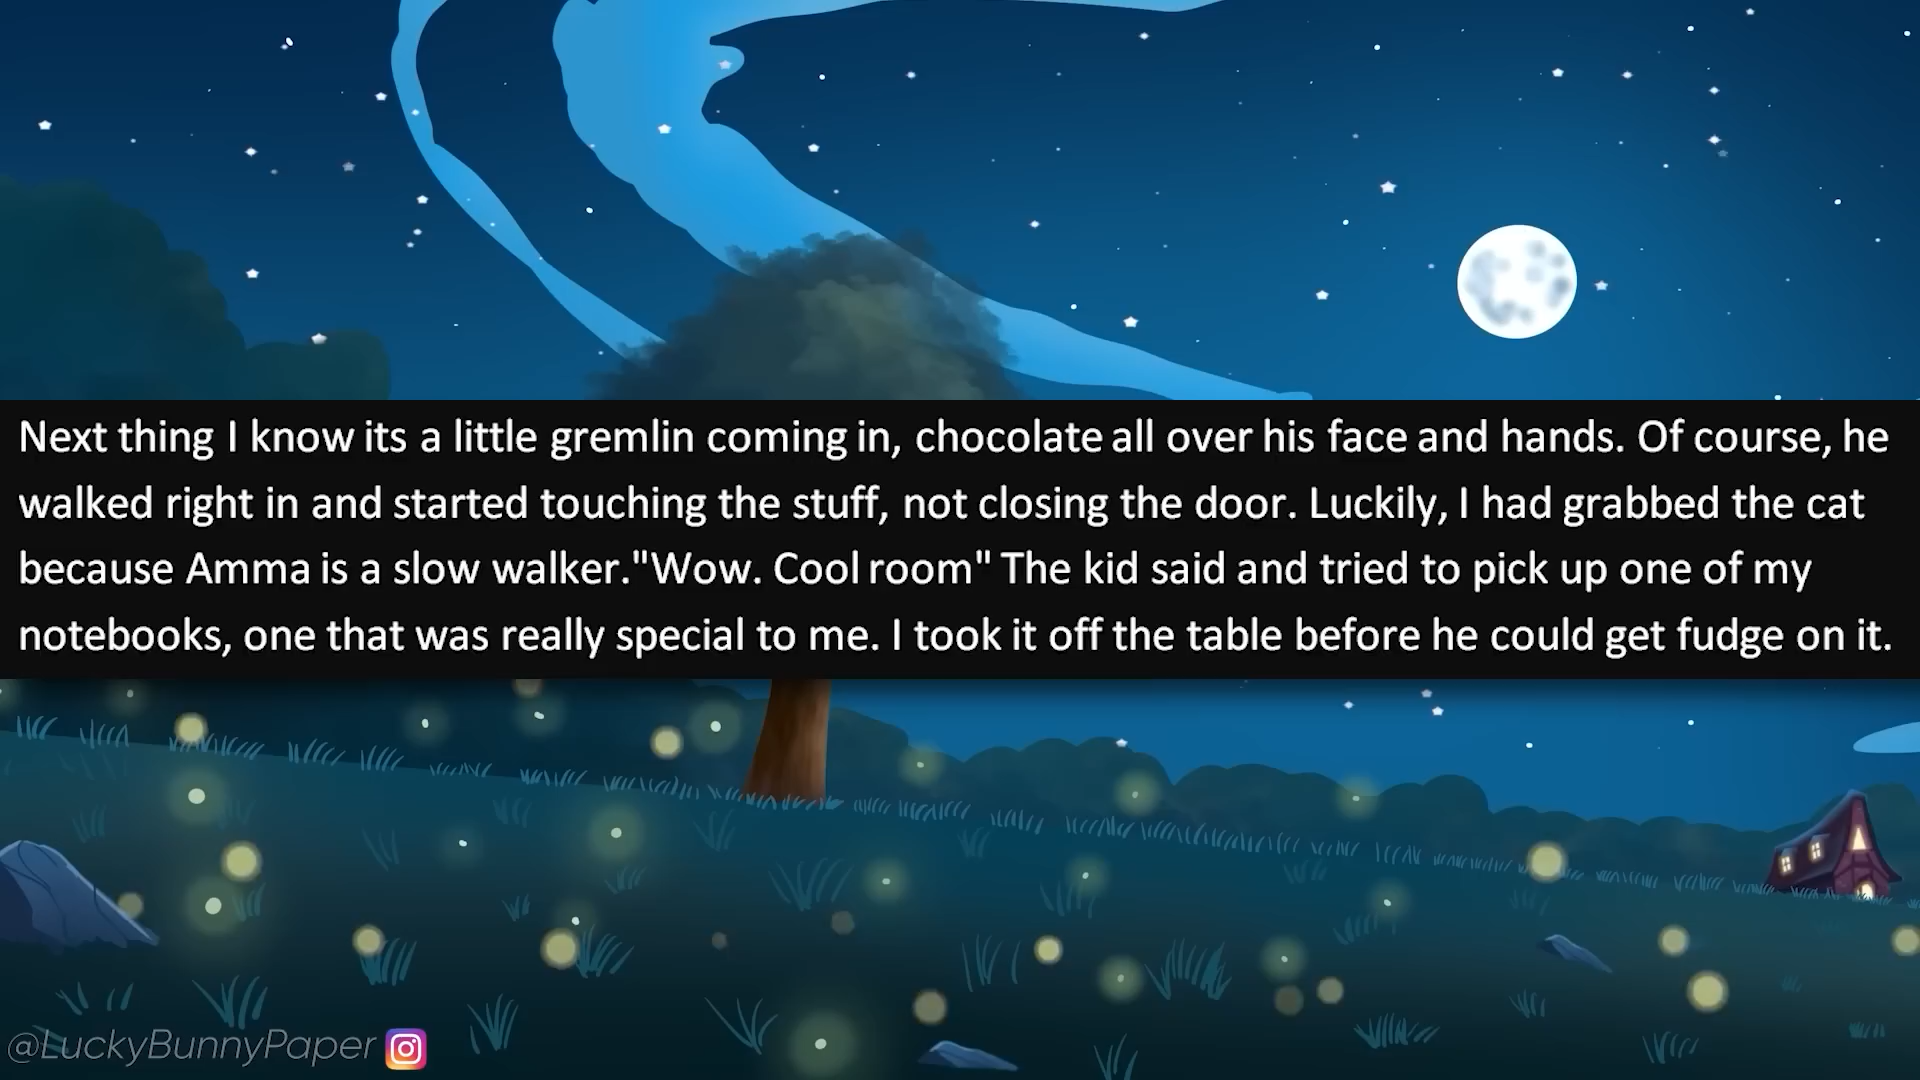 Next thing I know its a little gremlin coming in, chocolate all over his face and hands. Of course, he
walked right in and started touching the stuff, not closing the door. Luckily, I had grabbed the cat
because Amma is a slow walker."Wow. Cool room" The kid said and tried to pick up one of my
notebooks, one that was really special to me. I took it off the table before he could get fudge on it.
@LuckyBunnyPaper